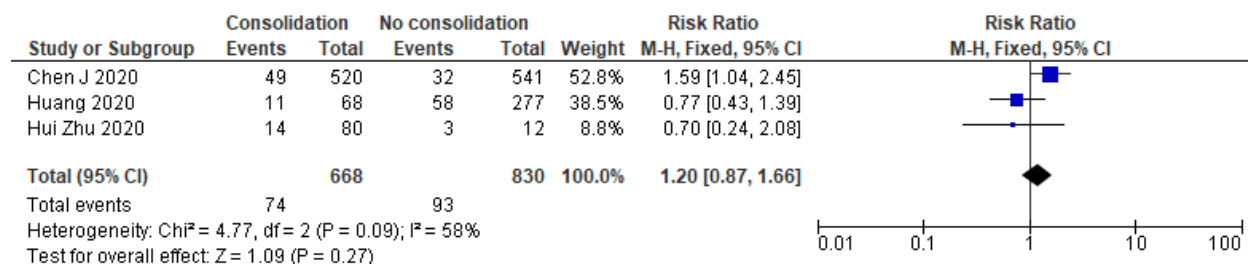 Consolidation No consolidation Risk Ratio Risk Ratio
Study or Subgroup Events Total Events Total Weight M-H, Fixed, 95% CI M-H, Fixed, 95% CI
Chen J 2020 49 520 32 541 52.8% 1.59 [1.04, 2.45]
Huang 2020 11 68 58 277 38.5% 0.77 [0.43, 1.39]
Hui Zhu 2020 14 80 3 12 8.8% 0.70 [0.24, 2.08]
Total (95% CI) 668 830 100.0% 1.20 [0.87, 1.66]
Total events 74 93
Heterogeneity: Chi² = 4.77, df = 2 (P = 0.09); I² = 58%
Test for overall effect: Z = 1.09 (P = 0.27)
0.01 0.1 1 10 100